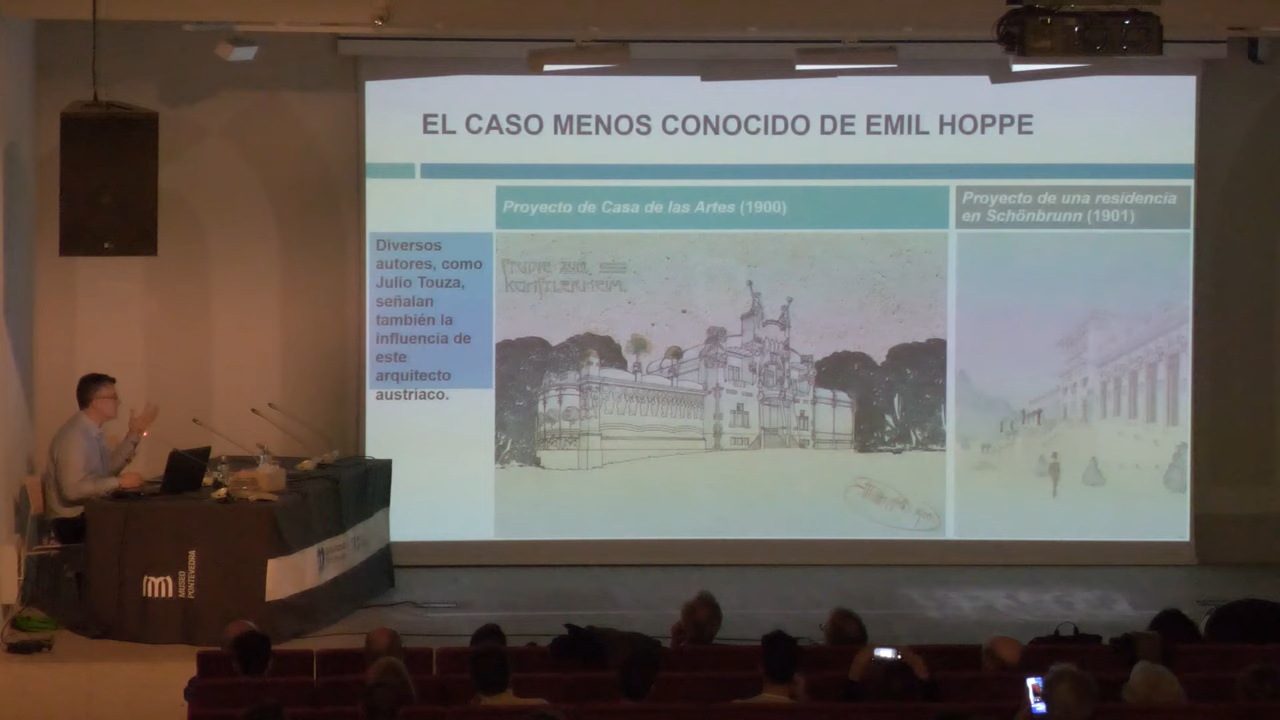 EL CASO MENOS CONOCIDO DE EMIL HOPPE
Proyecto de Casa de las Artes (1900)
Proyecto de una residencia
en Schönbrunn (1901)
Diversos
autores, como
Julio Touza,
señalan
también la
influencia de
este
arquitecto
austriaco.
MUSEO
PONTEVEDRA